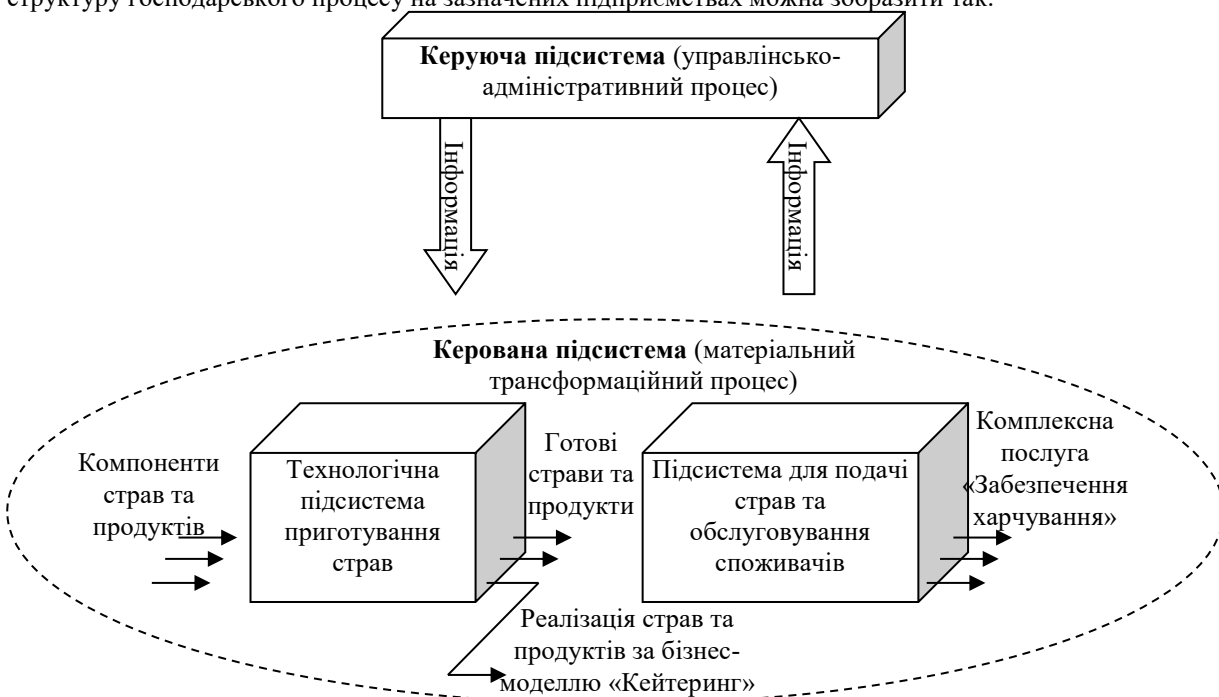 структуру господарського процесу на зазначених підприємствах можна зобразити так:
Керуюча підсистема (управлінсько-
адміністративний процес)
Інформація
Інформація
Керована підсистема (матеріальний
трансформаційний процес)
Компоненти
страв та
продуктів
Технологічна
підсистема
приготування
страв
Готові
страви та
продукти
Підсистема для подачі
страв та
обслуговування
споживачів
Комплексна
послуга
«Забезпечення
харчування»
Реалізація страв та
продуктів за бізнес-
моделлю «Кейтеринг»